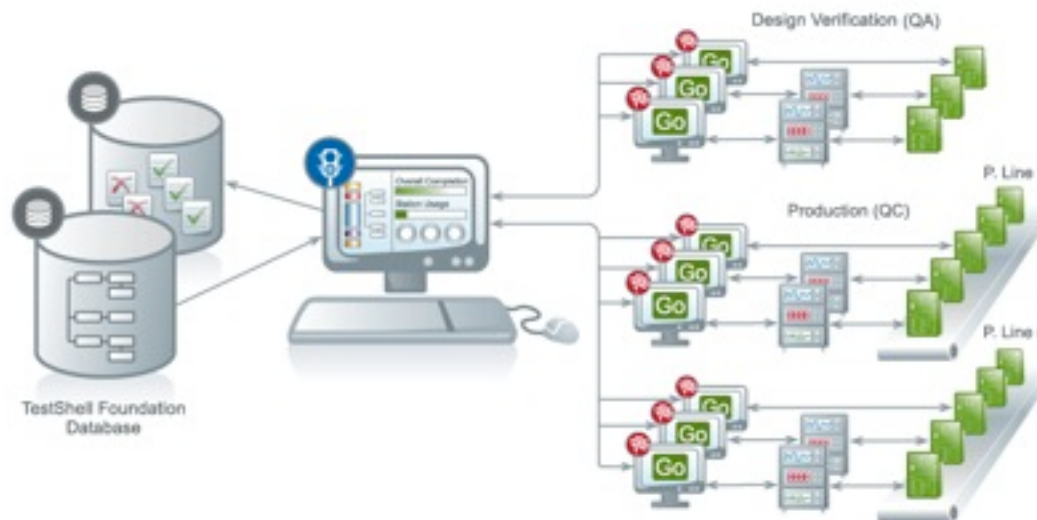 Design Verification (QA)
Go
Go
Go
P. Line
Overall Completion
Station Usage
Production (QC)
Go
Go
Go
P. Line
TestShell Foundation
Database
Go
Go
Go